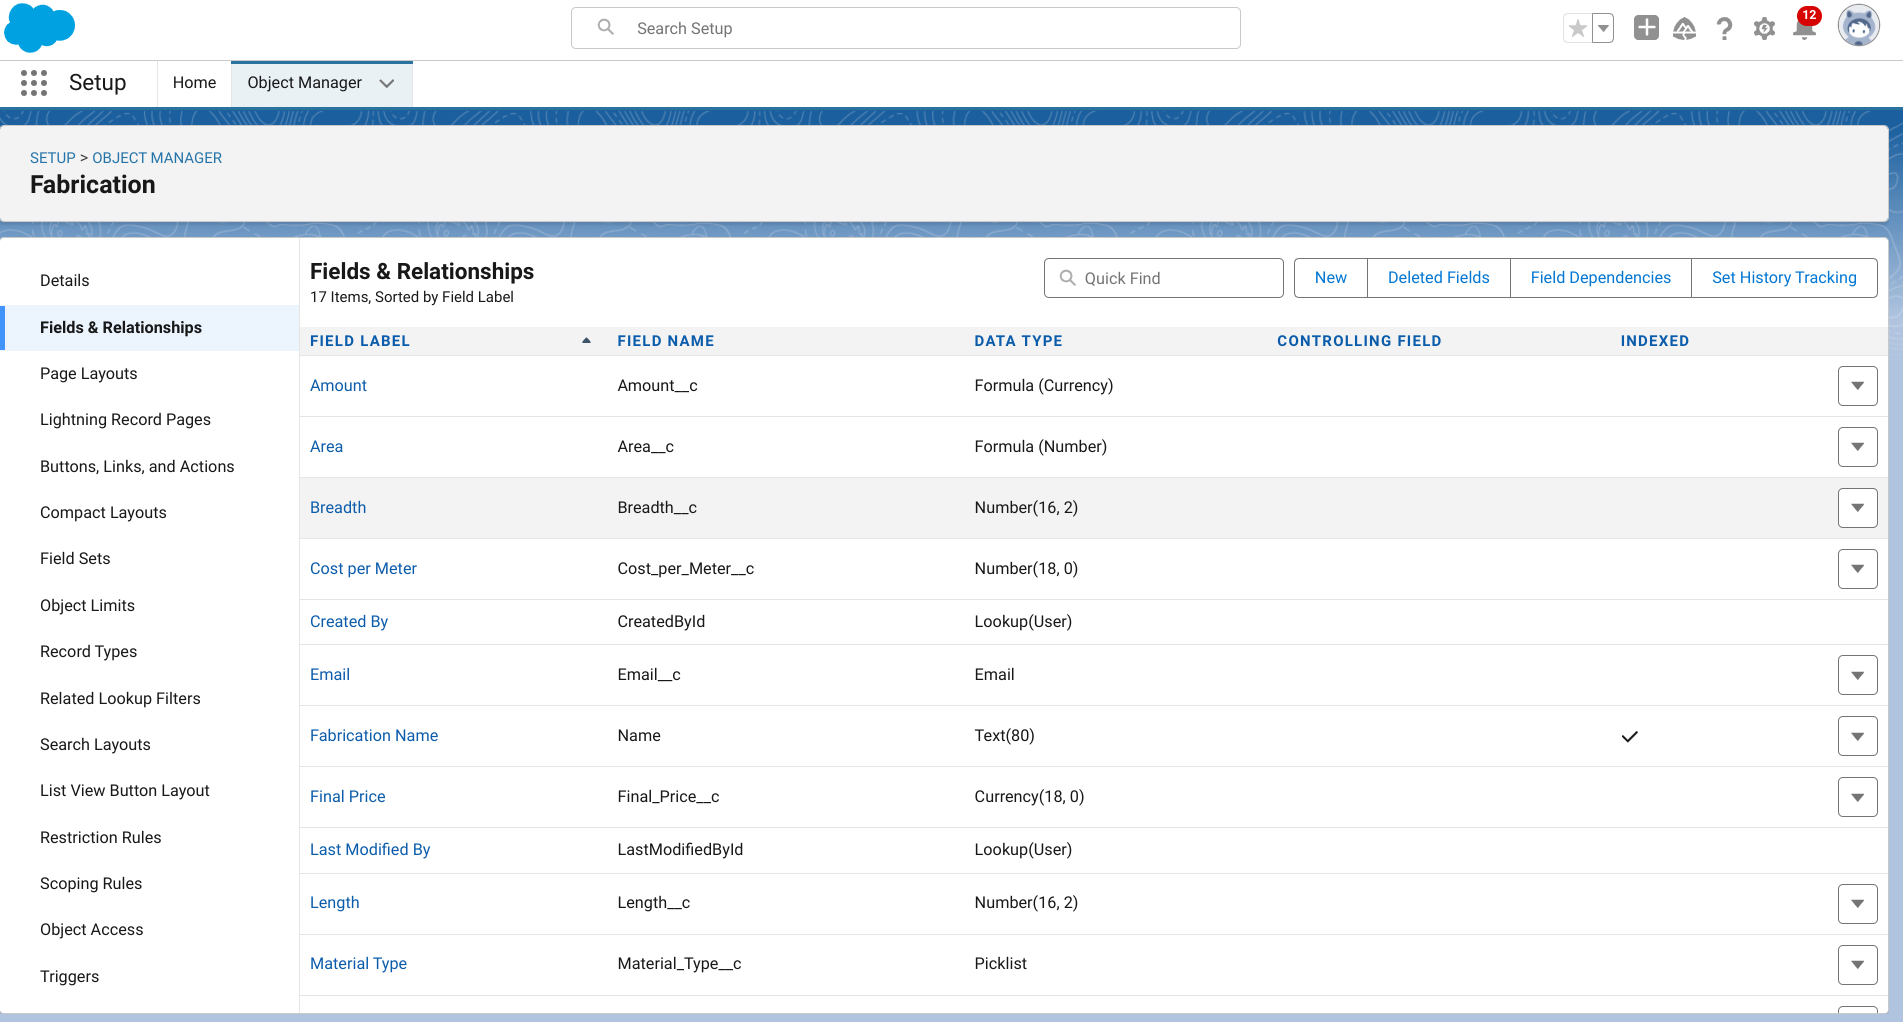 Search Setup
12
Setup
Home
Object Manager
SETUP > OBJECT MANAGER
Fabrication
Details
Fields & Relationships
Page Layouts
Lightning Record Pages
Buttons, Links, and Actions
Compact Layouts
Field Sets
Object Limits
Record Types
Related Lookup Filters
Search Layouts
List View Button Layout
Restriction Rules
Scoping Rules
Object Access
Triggers
Fields & Relationships
17 Items, Sorted by Field Label
Quick Find
New
Deleted Fields
Field Dependencies
Set History Tracking
FIELD LABEL FIELD NAME DATA TYPE CONTROLLING FIELD INDEXED
Amount Amount__c Formula (Currency)
Area Area__c Formula (Number)
Breadth Breadth__c Number(16, 2)
Cost per Meter Cost_per_Meter__c Number(18, 0)
Created By CreatedById Lookup(User)
Email Email__c Email
Fabrication Name Name Text(80)
Final Price Final_Price__c Currency(18, 0)
Last Modified By LastModifiedById Lookup(User)
Length Length__c Number(16, 2)
Material Type Material_Type__c Picklist